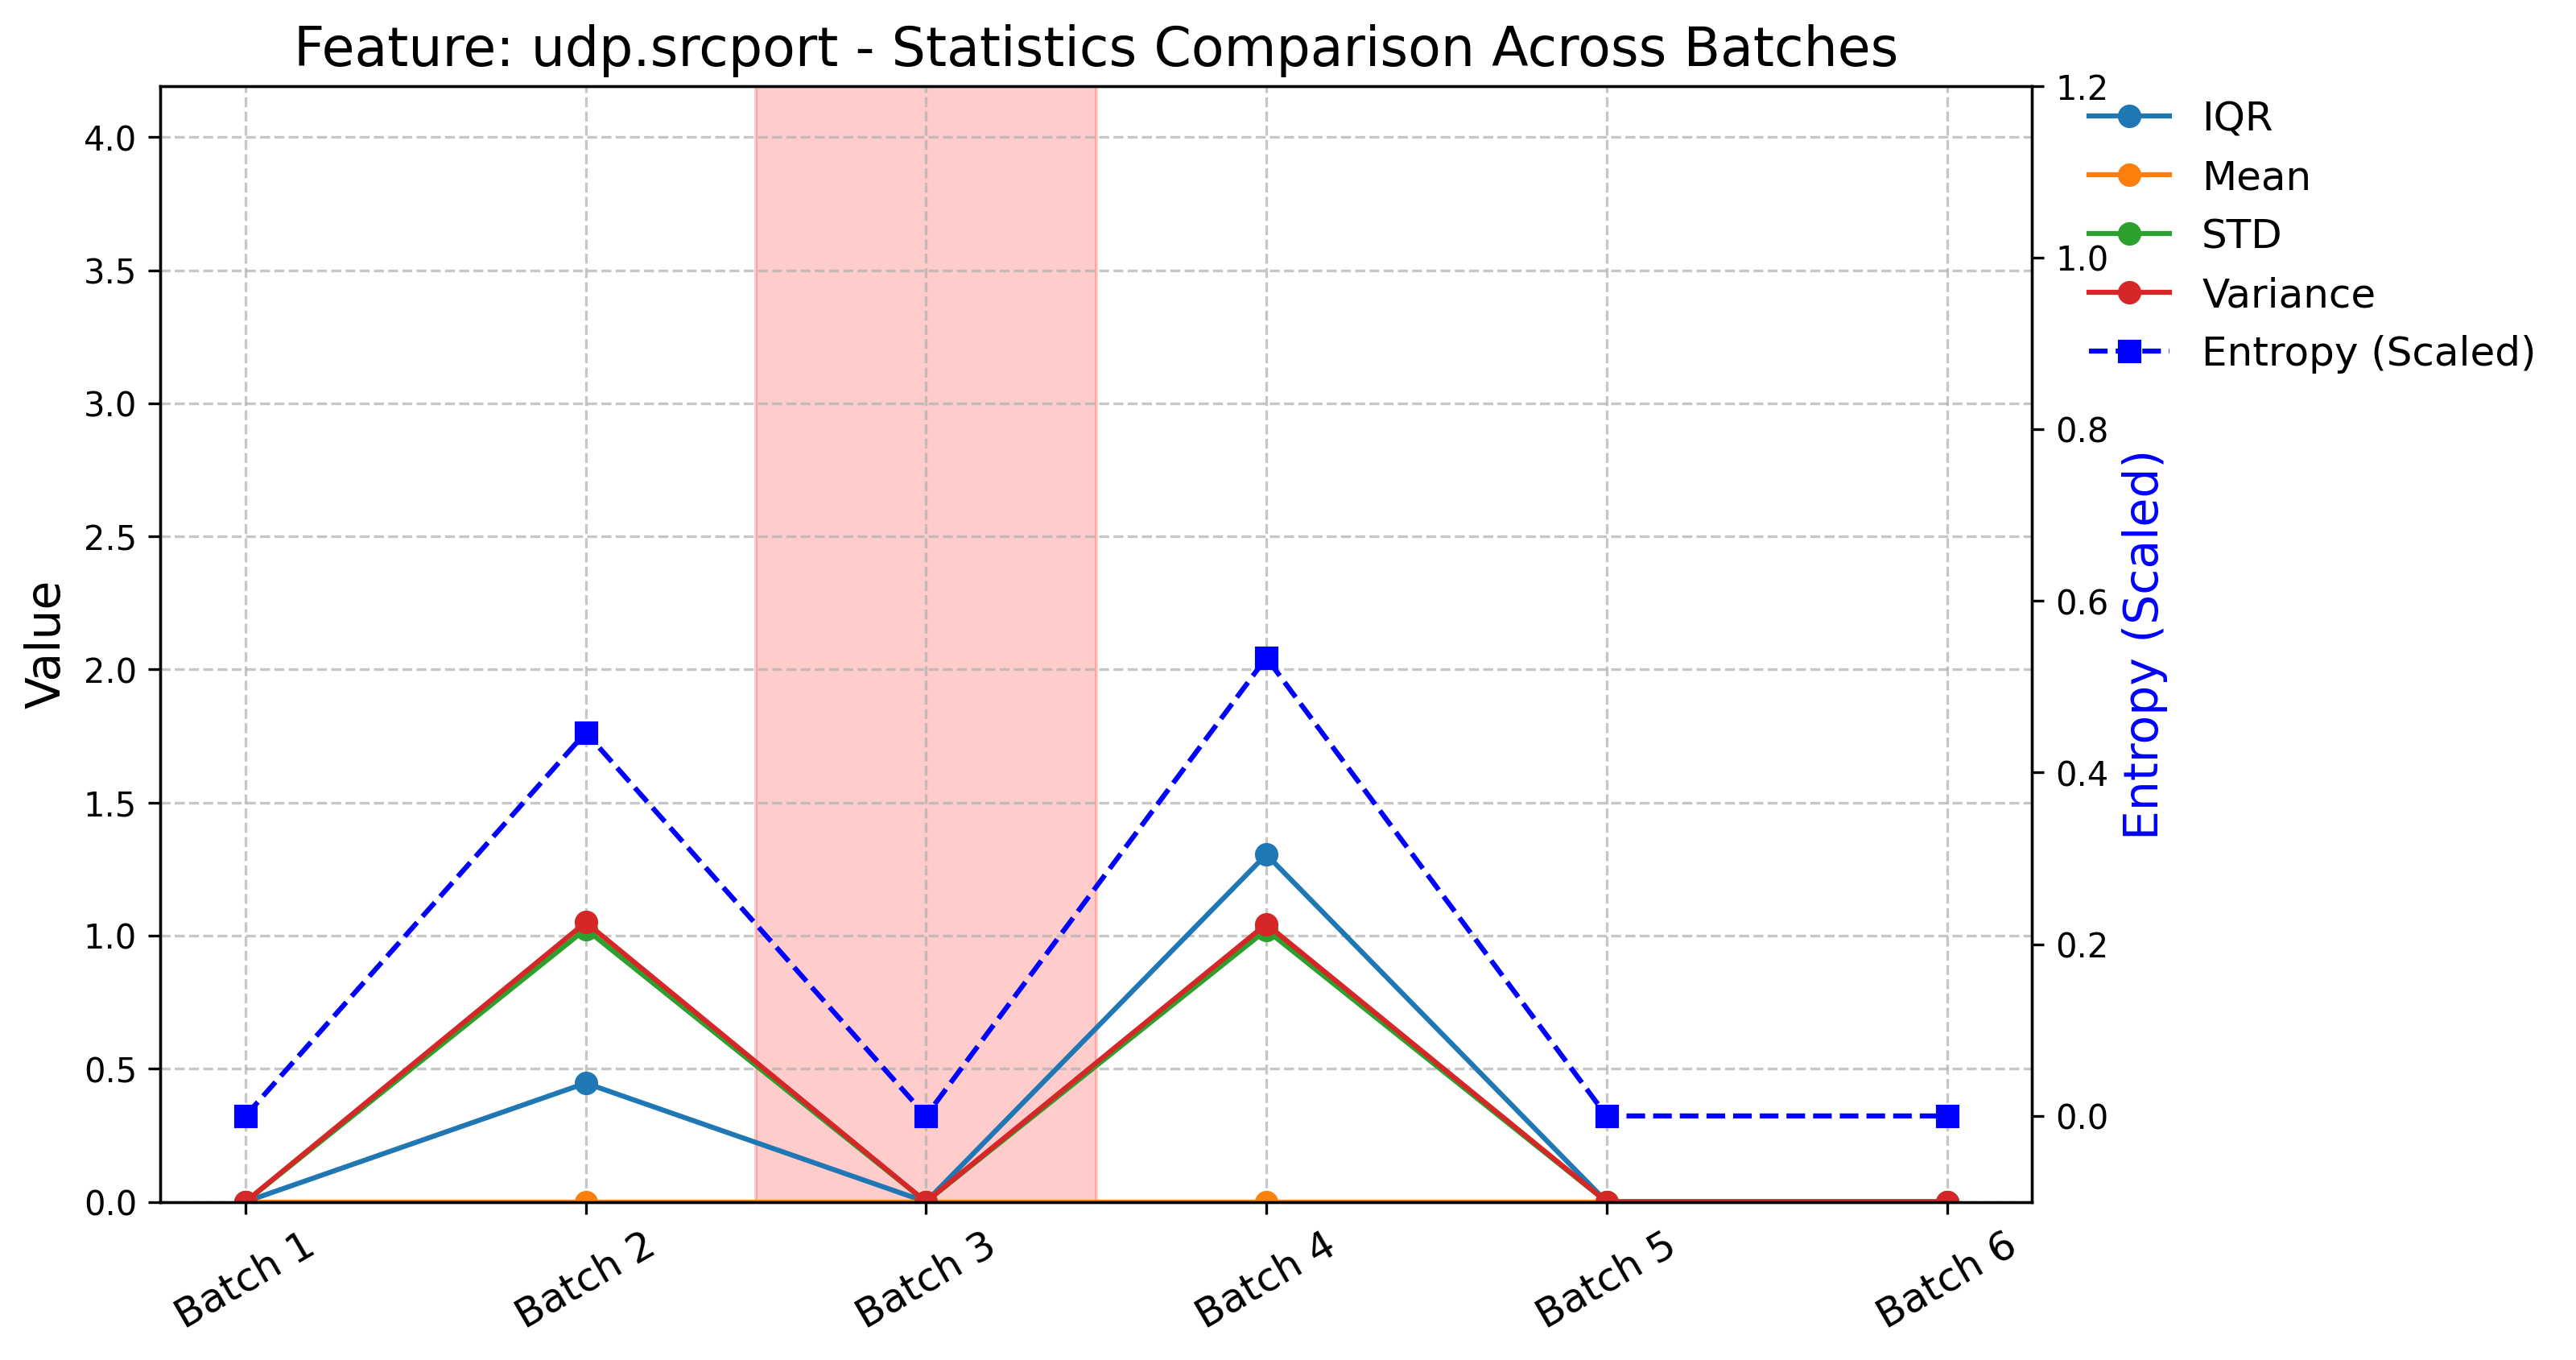 Feature: udp.srcport - Statistics Comparison Across Batches
Value
4.0
3.5
3.0
2.5
2.0
1.5
1.0
0.5
0.0
Batch 1
Batch 2
Batch 3
Batch 4
Batch 5
Batch 6
1.2
1.0
0.8
0.6
0.4
0.2
0.0
Entropy (Scaled)
IQR
Mean
STD
Variance
Entropy (Scaled)